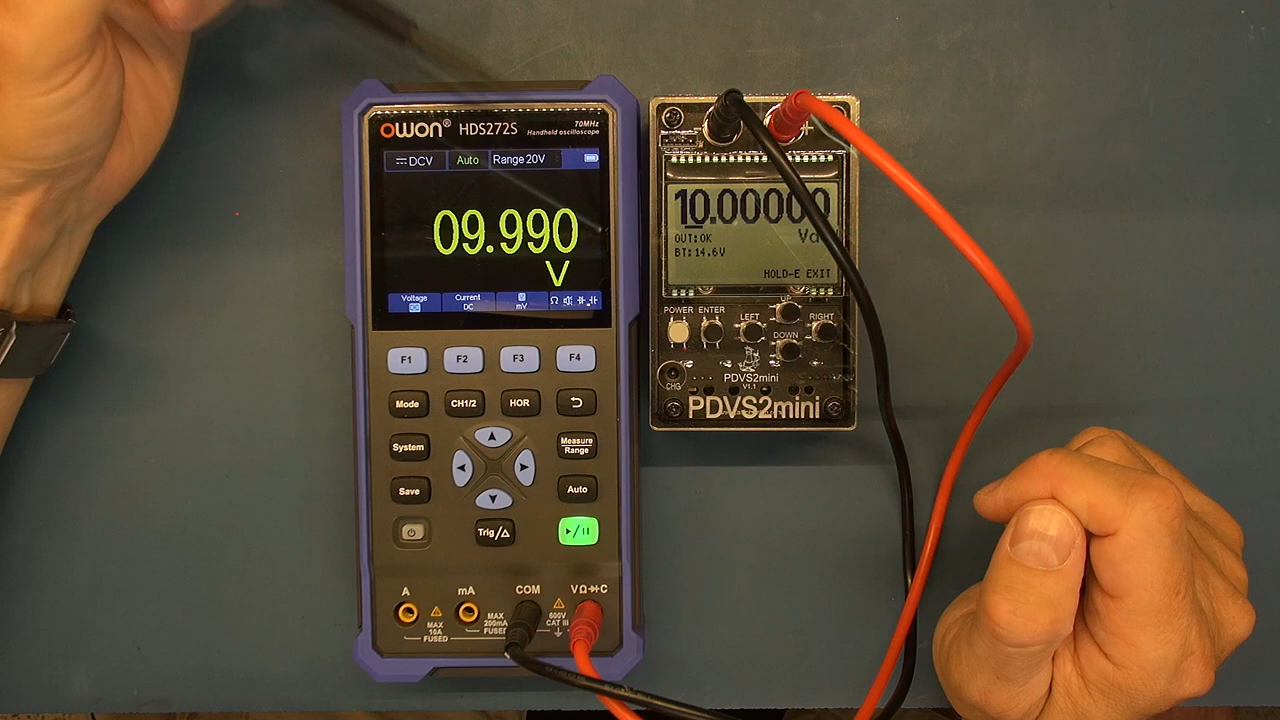 OWON® HDS272S
70MHz
Handheld oscilloscope
DCV Auto Range 20V
09.990
V
Voltage
DC
Current
DC
V
mV
Ω
F1 F2 F3 F4
Mode CH1/2 HOR
System Measure
Range
Save Auto
Trig/△
A mA COM VΩ C
MAX
10A
FUSED
MAX
200mA
FUSED
600V
CAT III
+
10.00000
OUT:OK
BT:14.6V
HOLD-E EXIT
POWER ENTER LEFT UP DOWN RIGHT
CHG
PDVS2mini
V1.1
PDVS2mini